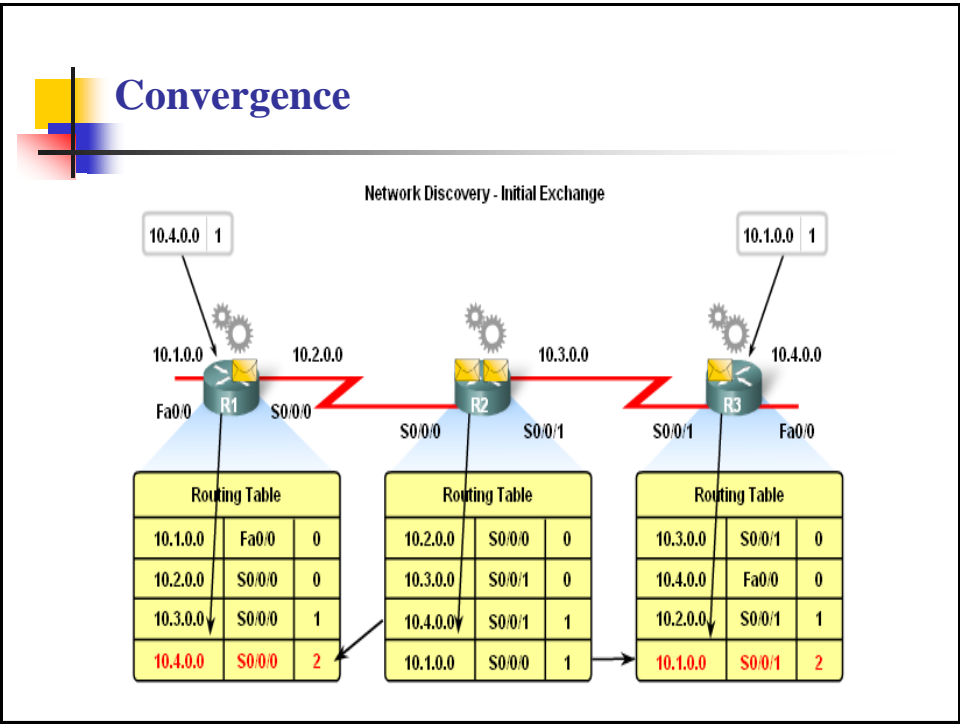 Convergence
Network Discovery - Initial Exchange
10.4.0.0 1
10.1.0.0 1
10.1.0.0
10.2.0.0
10.3.0.0
10.4.0.0
R1
R2
R3
Fa0/0
S0/0/0
S0/0/0
S0/0/1
S0/0/1
Fa0/0
Routing Table
10.1.0.0 Fa0/0 0
10.2.0.0 S0/0/0 0
10.3.0.0 S0/0/0 1
10.4.0.0 S0/0/0 2
Routing Table
10.2.0.0 S0/0/0 0
10.3.0.0 S0/0/1 0
10.4.0.0 S0/0/1 1
10.1.0.0 S0/0/0 1
Routing Table
10.3.0.0 S0/0/1 0
10.4.0.0 Fa0/0 0
10.2.0.0 S0/0/1 1
10.1.0.0 S0/0/1 2